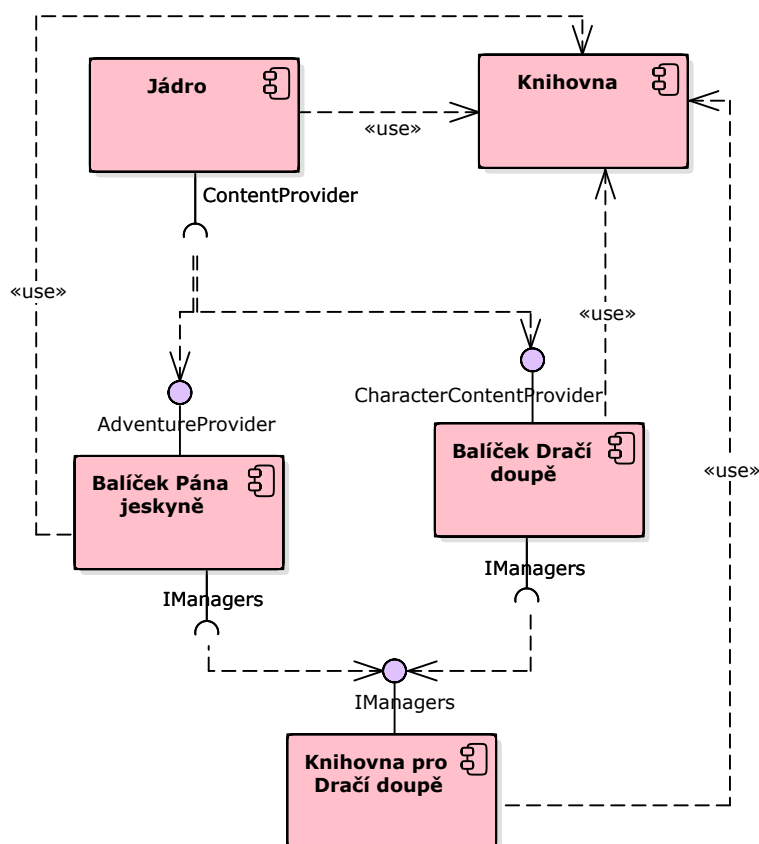 Jádro
Knihovna
«use»
ContentProvider
«use»
«use»
CharacterContentProvider
AdventureProvider
Balíček Dračí
doupě
Balíček Pána
jeskyně
«use»
IManagers
IManagers
IManagers
Knihovna pro
Dračí doupě